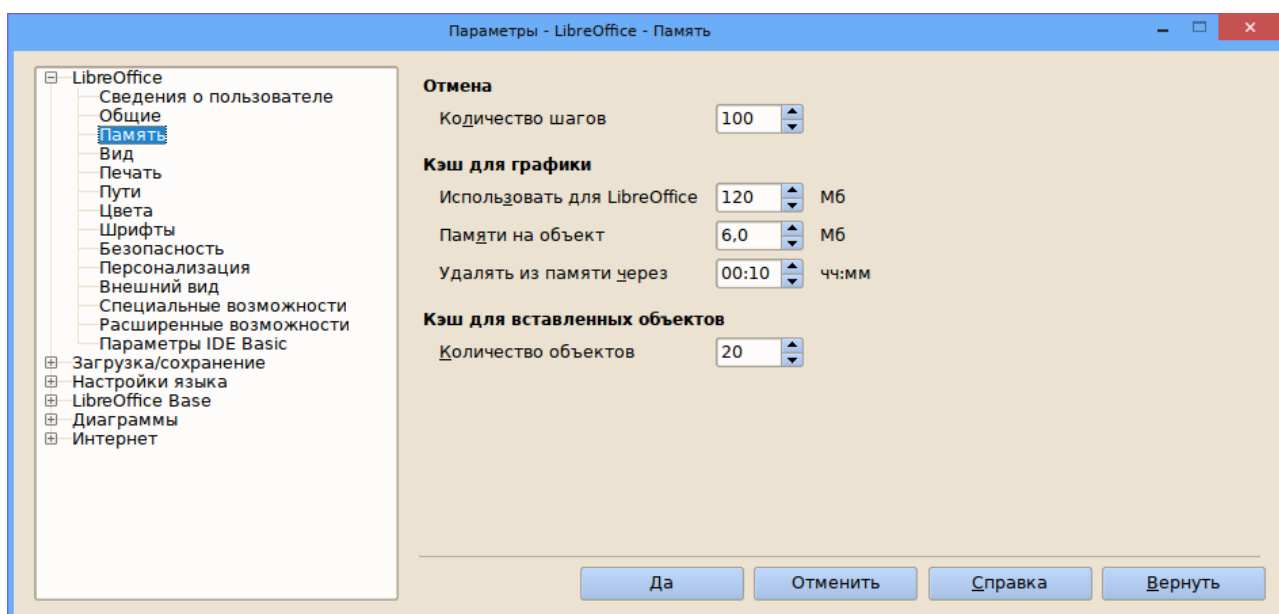 Параметры - LibreOffice - Память
LibreOffice
Сведения о пользователе
Общие
Память
Вид
Печать
Пути
Цвета
Шрифты
Безопасность
Персонализация
Внешний вид
Специальные возможности
Расширенные возможности
Параметры IDE Basic
Загрузка/сохранение
Настройки языка
LibreOffice Base
Диаграммы
Интернет
Отмена
Количество шагов 100
Кэш для графики
Использовать для LibreOffice 120 Мб
Памяти на объект 6,0 Мб
Удалять из памяти через 00:10 чч:мм
Кэш для вставленных объектов
Количество объектов 20
Да Отменить Справка Вернуть